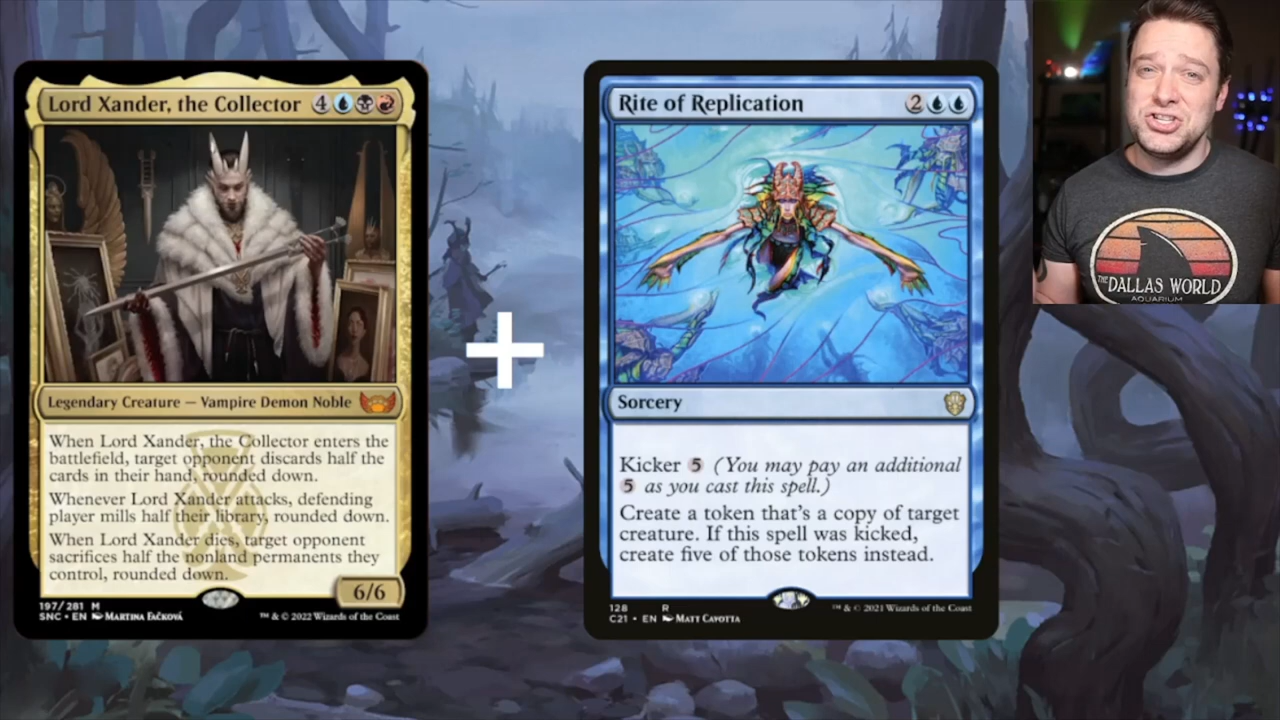 Lord Xander, the Collector 4
Legendary Creature — Vampire Demon Noble
When Lord Xander, the Collector enters the
battlefield, target opponent discards half the
cards in their hand, rounded down.
Whenever Lord Xander attacks, defending
player mills half their library, rounded down.
When Lord Xander dies, target opponent
sacrifices half the nonland permanents they
control, rounded down.
6/6
197/281 M
SNC • EN MARTINA FAČKOVÁ
™ & © 2022 Wizards of the Coast
+
Rite of Replication 2
Sorcery
Kicker 5 (You may pay an additional
5 as you cast this spell.)
Create a token that's a copy of target
creature. If this spell was kicked,
create five of those tokens instead.
128 R
C21 • EN MATT CAVOTTA
™ & © 2021 Wizards of the Coast
THE DALLAS WORLD
AQUARIUM